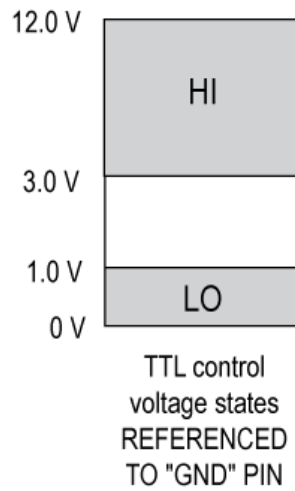 12.0 V
HI
3.0 V
1.0 V
LO
0 V
TTL control
voltage states
REFERENCED
TO "GND" PIN